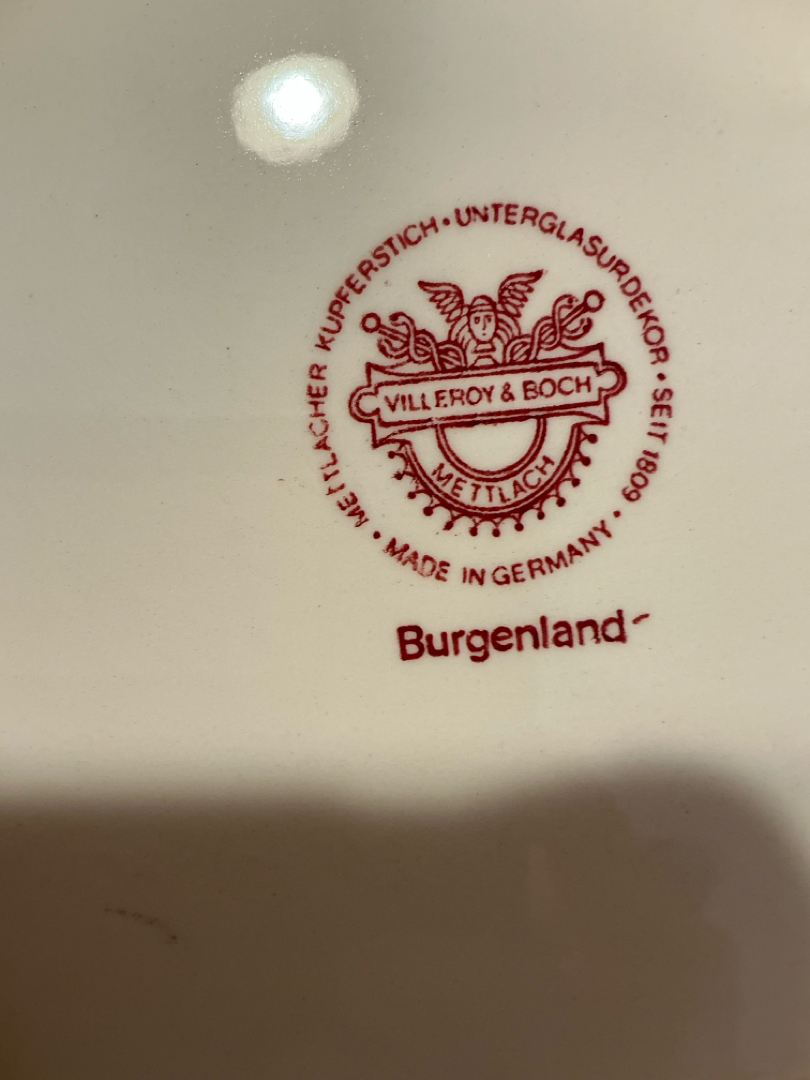 METTLACHER KUPFERSTICH • UNTERGLASURDEKOR • SEIT 1809 • MADE IN GERMANY •
VILLEROY & BOCH
METTLACH
Burgenland